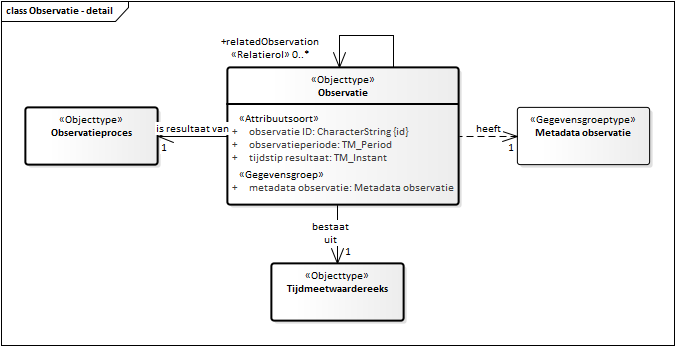 class Observatie - detail
+relatedObservation
«Relatierol» 0..*
«Objecttype»
Observatie
«Attribuutsoort»
+ observatie ID: CharacterString {id}
+ observatieperiode: TM_Period
+ tijdstip resultaat: TM_Instant
«Gegevensgroep»
+ metadata observatie: Metadata observatie
«Objecttype»
Observatieproces
is resultaat van
1
heeft
1
«Gegevensgroeptype»
Metadata observatie
bestaat
uit
1
«Objecttype»
Tijdmeetwaardereeks